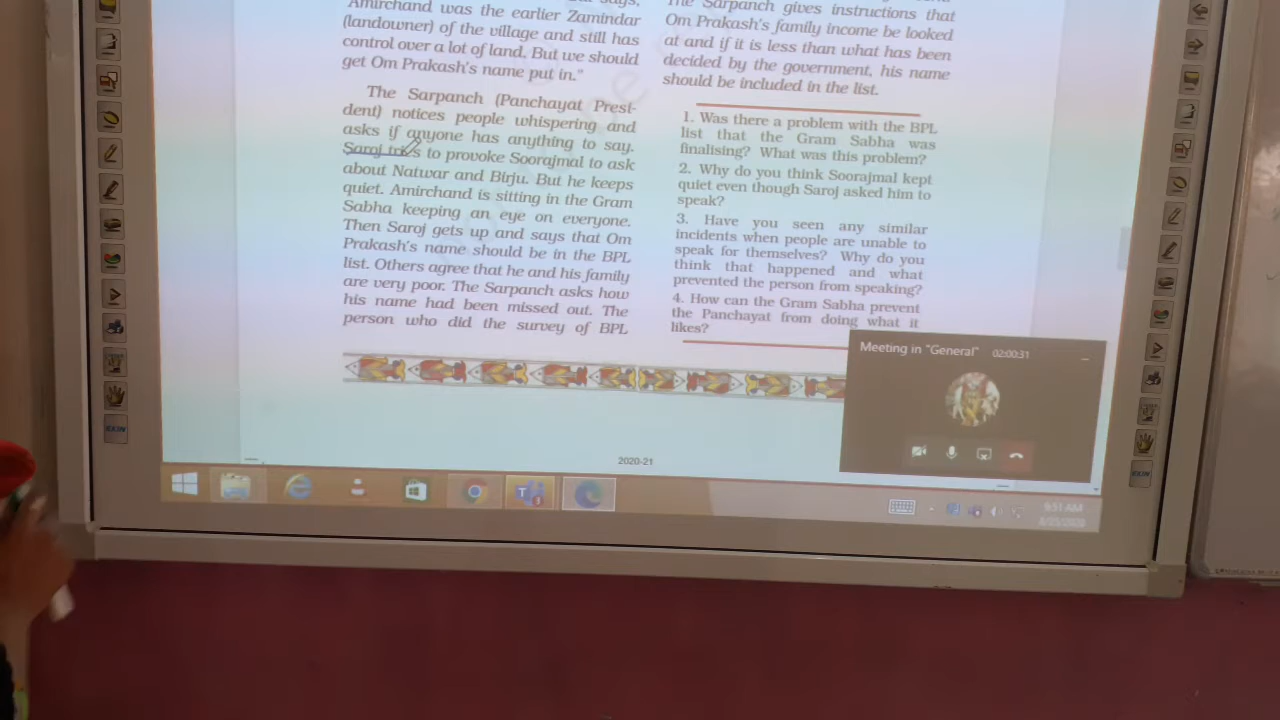 Amirchand was the earlier Zamindar
(landowner) of the village and still has
control over a lot of land. But we should
get Om Prakash's name put in."
The Sarpanch (Panchayat Presi-
dent) notices people whispering and
asks if anyone has anything to say.
Saroj tries to provoke Soorajmal to ask
about Natwar and Birju. But he keeps
quiet. Amirchand is sitting in the Gram
Sabha keeping an eye on everyone.
Then Saroj gets up and says that Om
Prakash's name should be in the BPL
list. Others agree that he and his family
are very poor. The Sarpanch asks how
his name had been missed out. The
person who did the survey of BPL
The Sarpanch gives instructions that
Om Prakash's family income be looked
at and if it is less than what has been
decided by the government, his name
should be included in the list.
1. Was there a problem with the BPL
list that the Gram Sabha was
finalising? What was this problem?
2. Why do you think Soorajmal kept
quiet even though Saroj asked him to
speak?
3. Have you seen any similar
incidents when people are unable to
speak for themselves? Why do you
think that happened and what
prevented the person from speaking?
4. How can the Gram Sabha prevent
the Panchayat from doing what it
likes?
Meeting in "General" 02:00:31
2020-21
9:51 AM